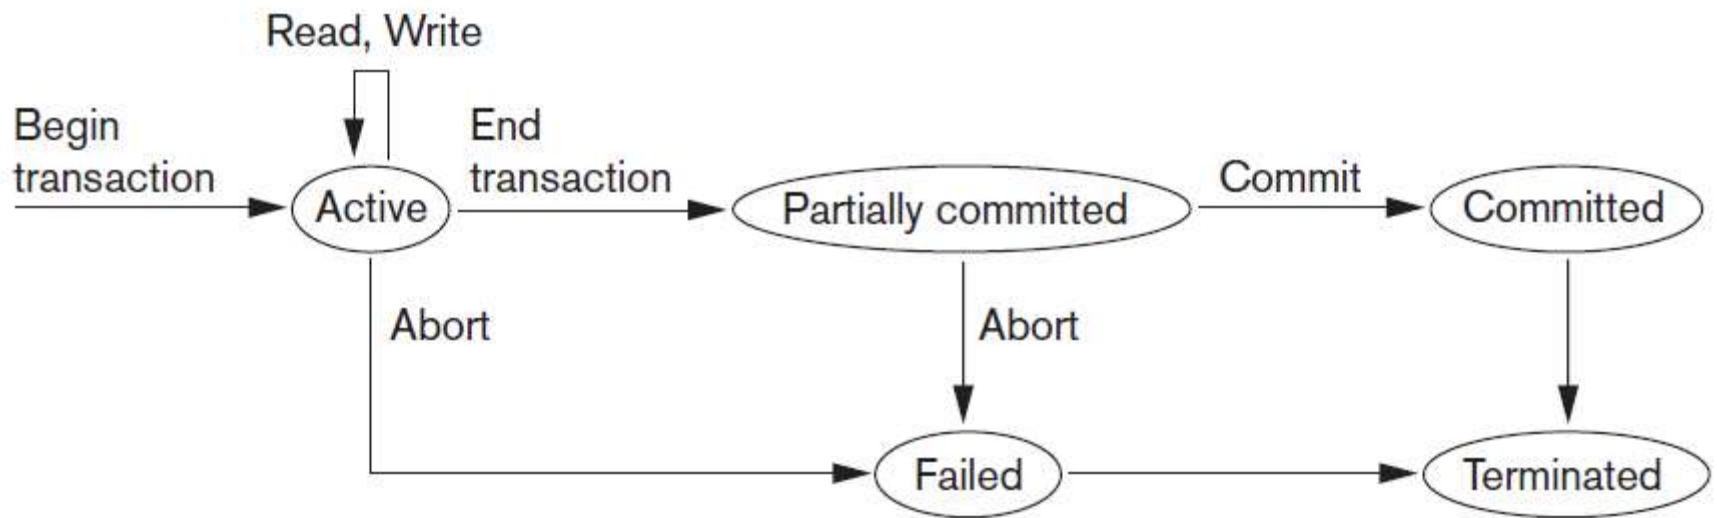 Read, Write
Begin
transaction
End
transaction
Active
Partially committed
Commit
Committed
Abort
Abort
Failed
Terminated